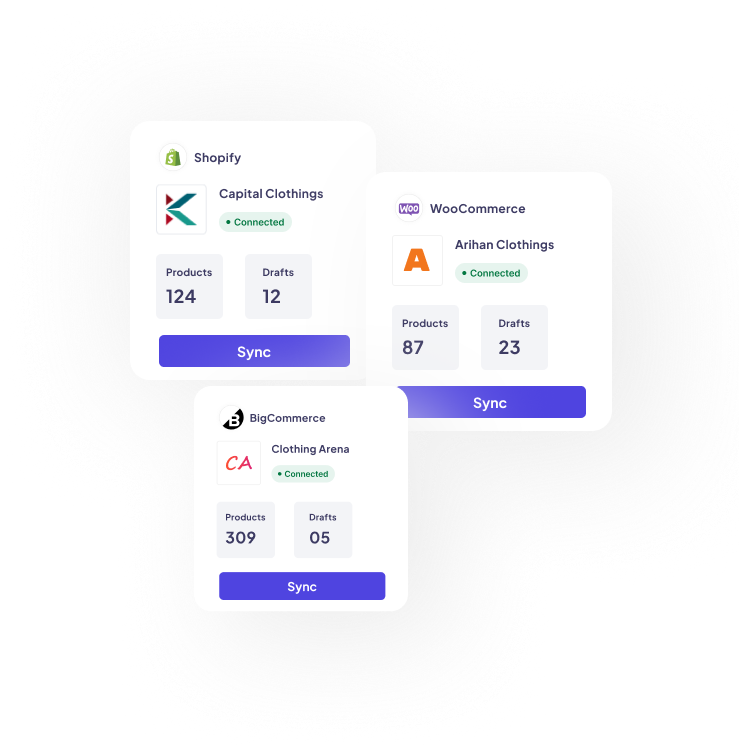 Shopify
Capital Clothings
Connected
Products
Drafts
124
12
Sync
Woo
WooCommerce
A
Arihan Clothings
Connected
Products
Drafts
87
23
Sync
B
BigCommerce
CA
Clothing Arena
Connected
Products
Drafts
309
05
Sync